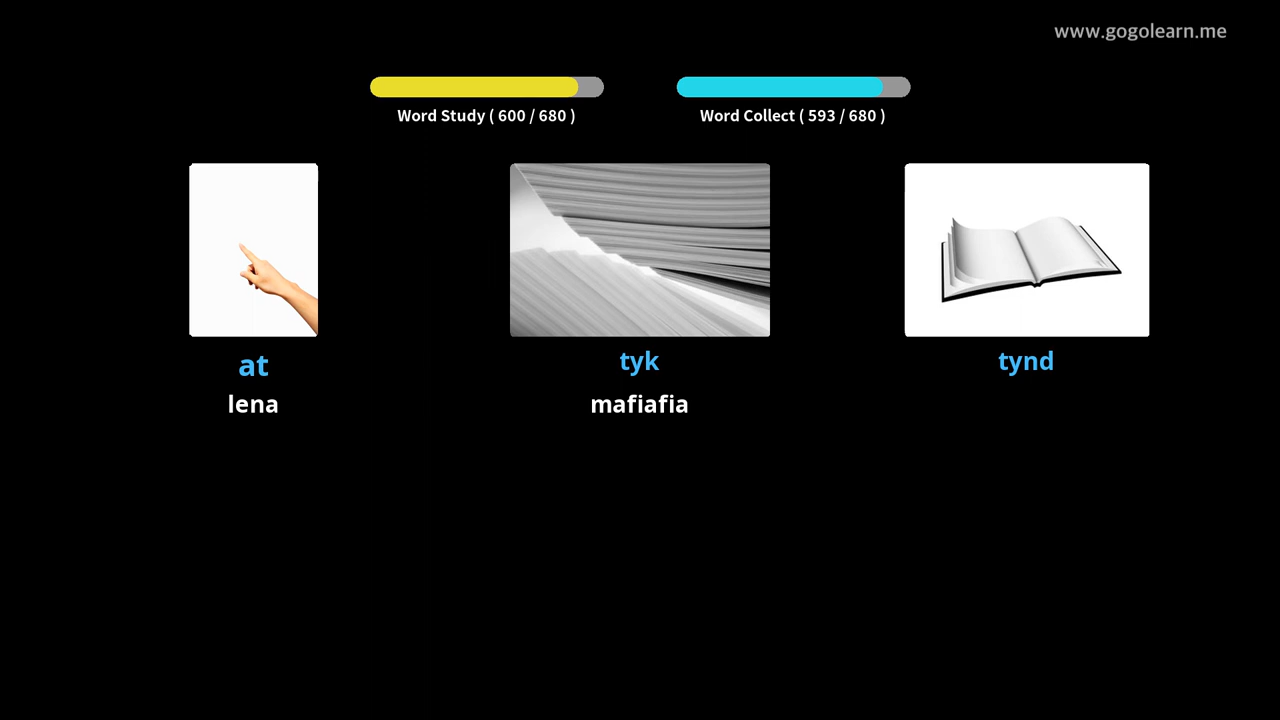 www.gogolearn.me
Word Study ( 600 / 680 )
Word Collect ( 593 / 680 )
at
tyk
tynd
lena
mafiafia